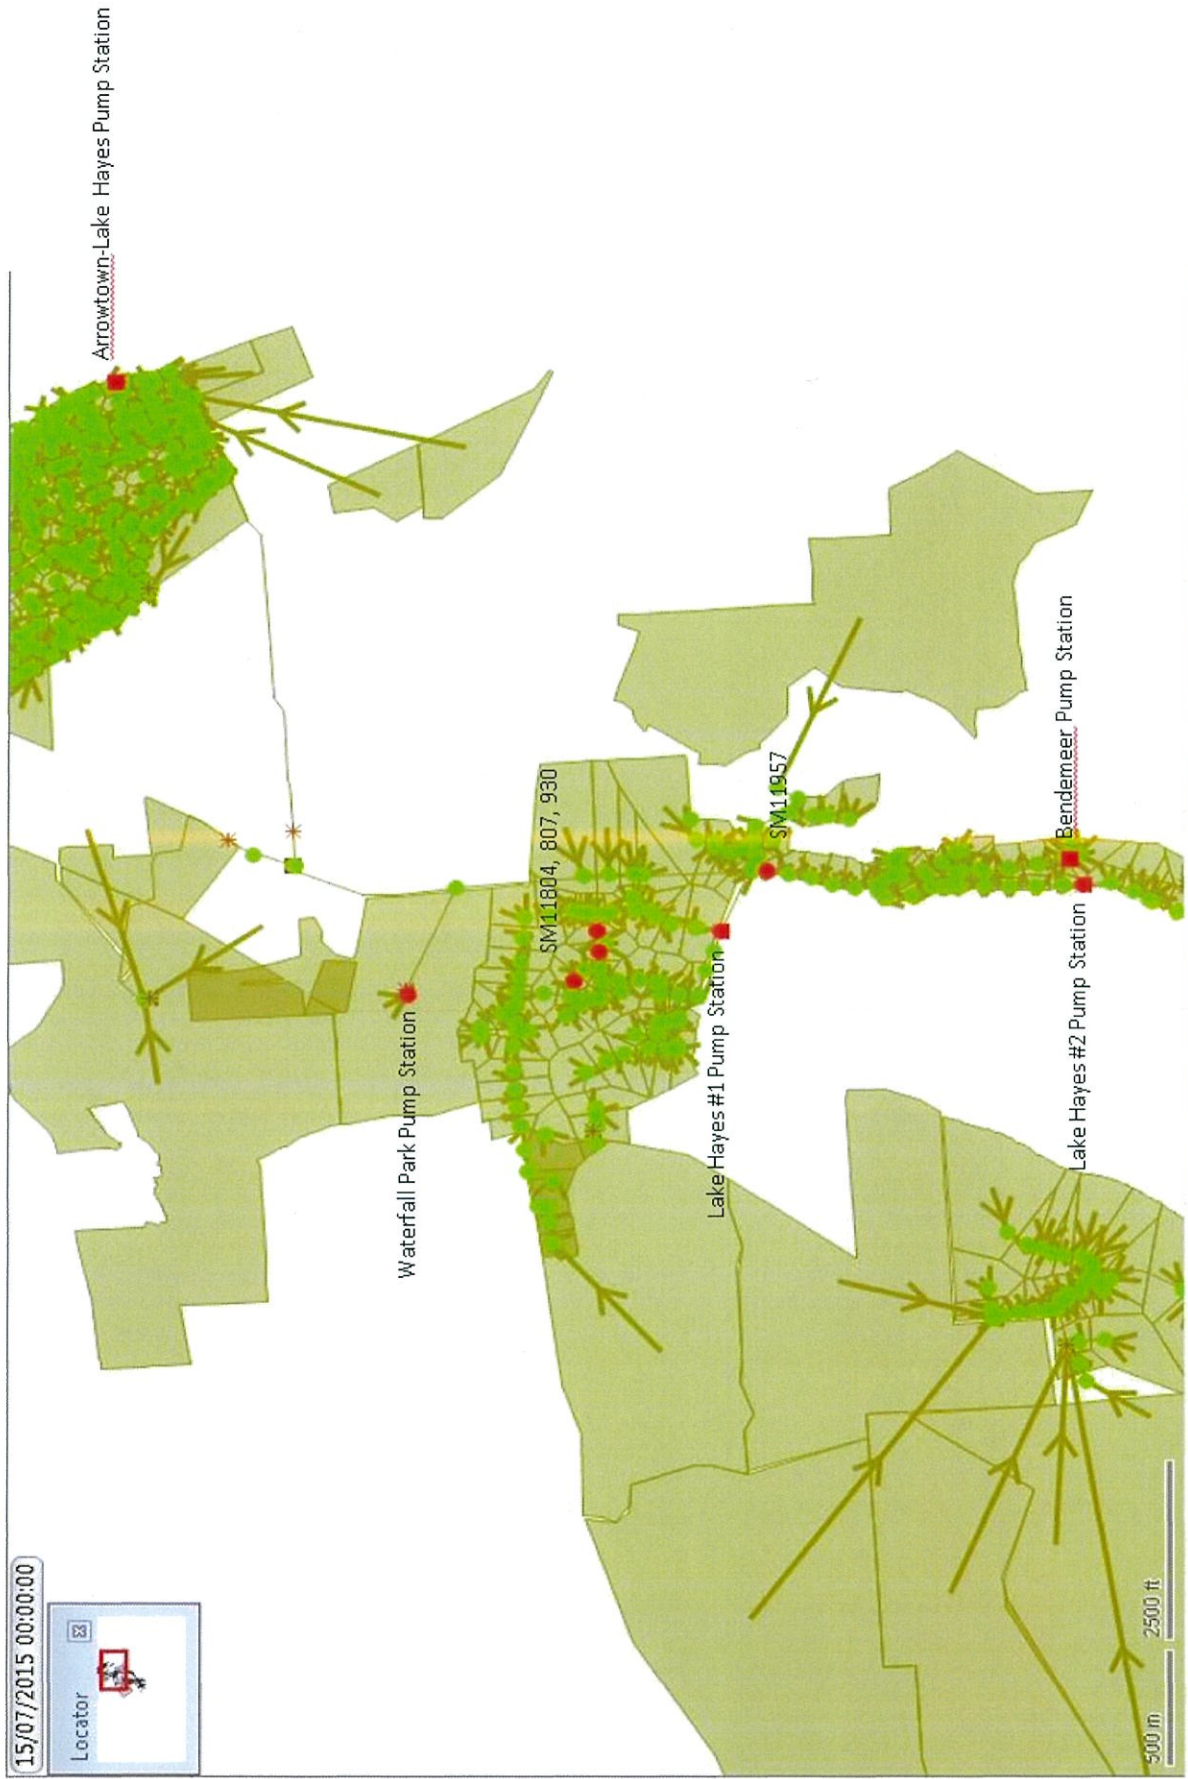 15/07/2015 00:00:00
Locator
Arrowtown-Lake Hayes Pump Station
Waterfall Park Pump Station
SM11804, 807, 930
Lake Hayes #1 Pump Station
SM11957
Lake Hayes #2 Pump Station
Bendemeer Pump Station
500 m
2500 ft